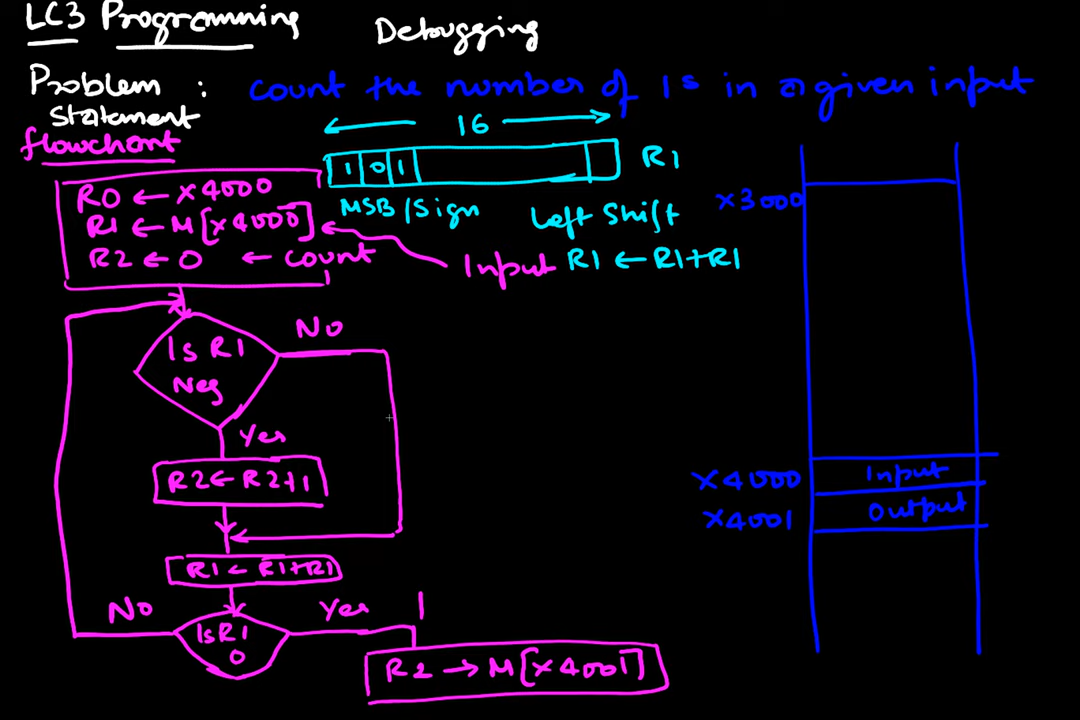 LC3 Programming Debugging
Problem : count the number of 1s in a given input
Statement
flowchart
16
1 0 1 R1
MSB/Sign Left Shift
R1 ← R1+R1
R0 ← x4000
R1 ← M[x4000]
R2 ← 0 ← count
Input
Is R1
Neg
No
Yes
R2 ← R2+1
R1 ← R1+R1
Is R1
0
No
Yes
R2 → M[x4001]
x3000
x4000 Input
x4001 Output